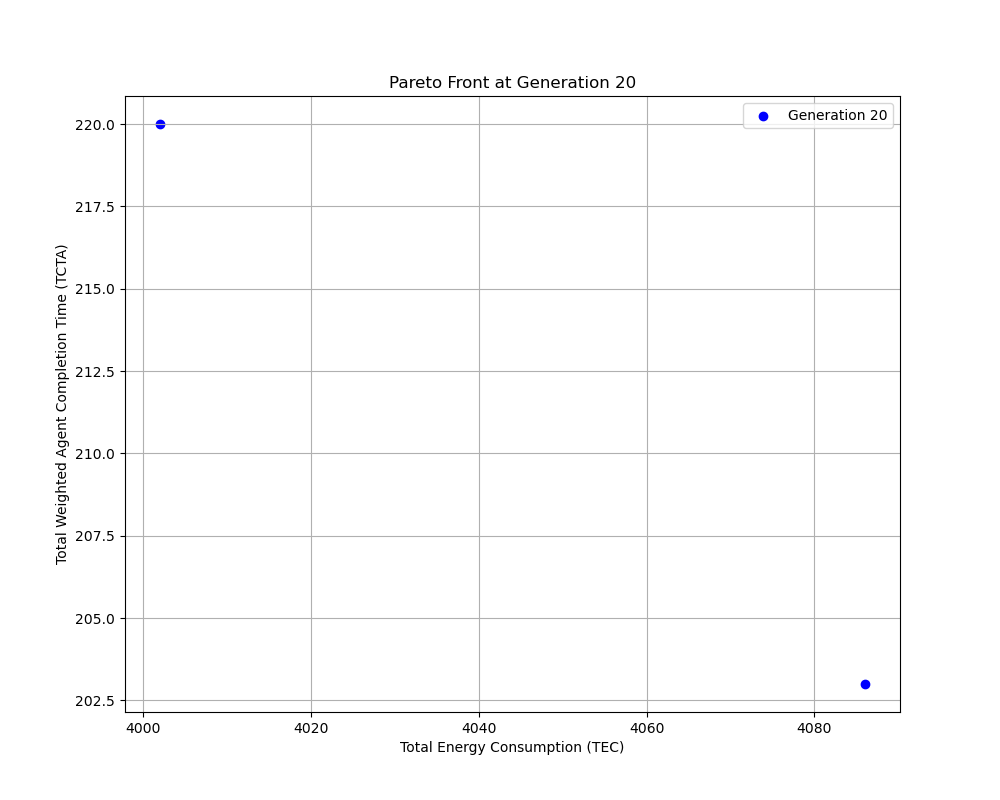 Pareto Front at Generation 20
Generation 20
220.0
217.5
215.0
212.5
210.0
207.5
205.0
202.5
Total Weighted Agent Completion Time (TCTA)
4000 4020 4040 4060 4080
Total Energy Consumption (TEC)